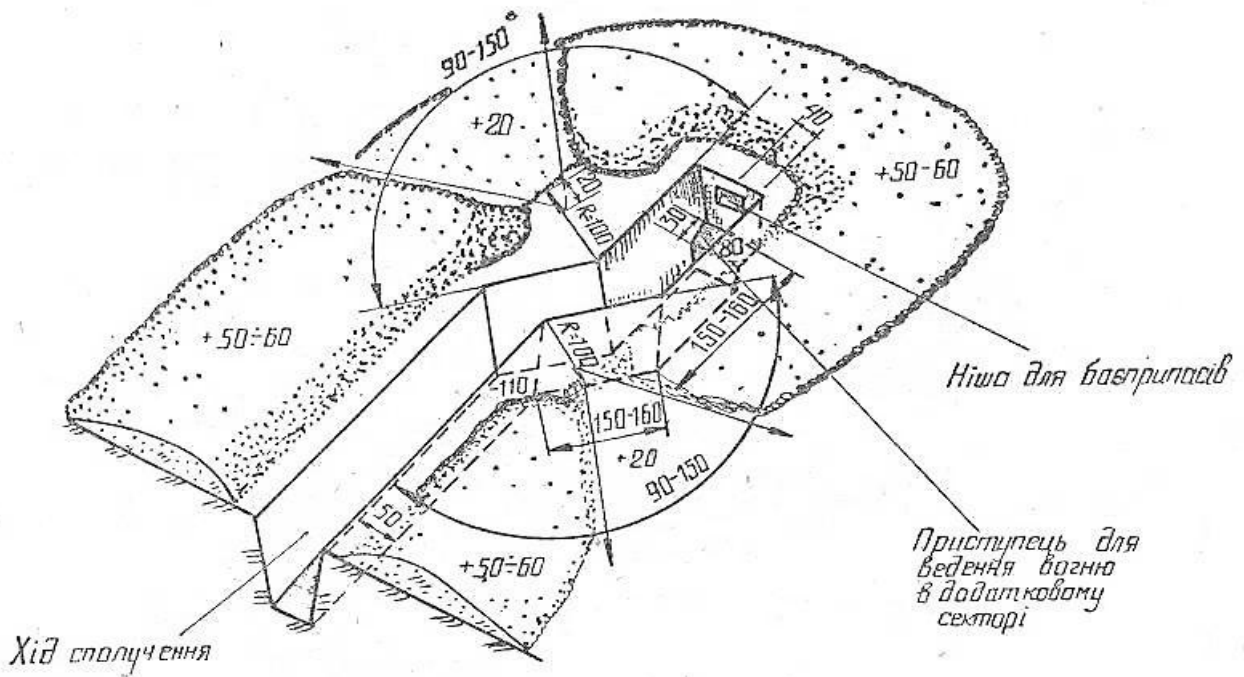 90-150°
+20
40
+50-60
20
R=100
30
80
+50÷60
150-160
R=100
Ніша для боєприпасів
110
150-160
+20
90-150
50
+50÷60
Приступець для
ведення вогню
в додатковому
секторі
Хід сполучення